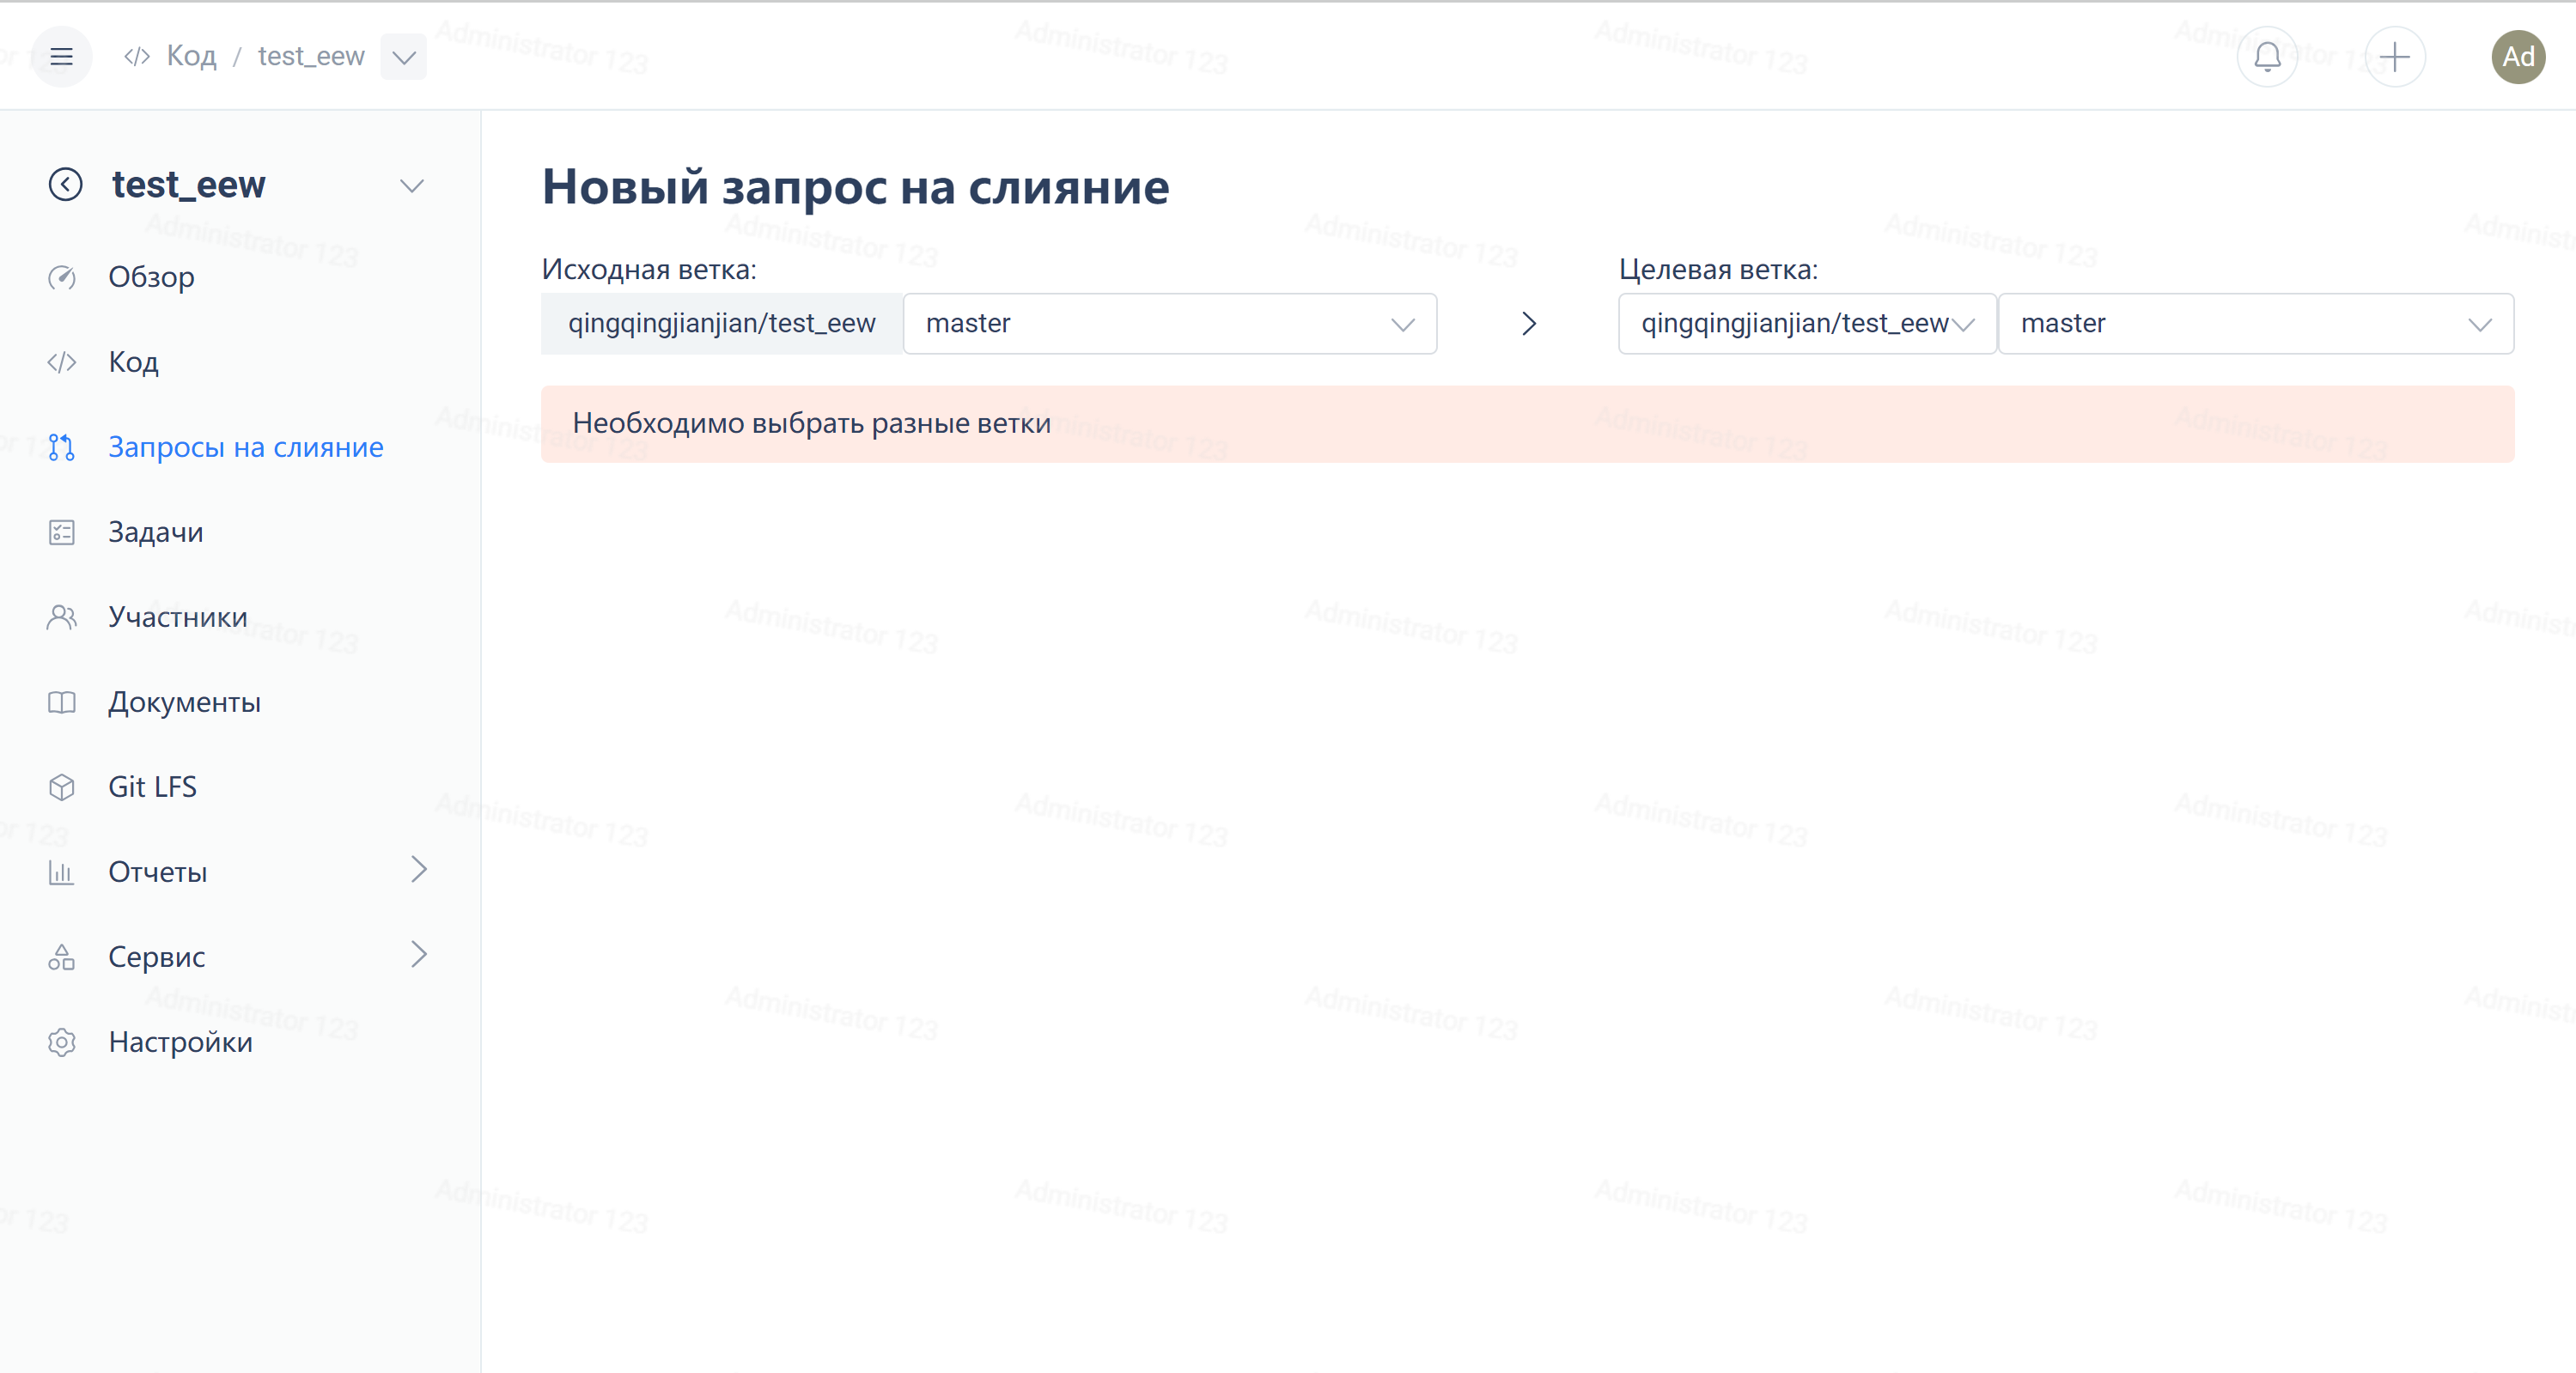 Код / test_eew
Ad
test_eew
Обзор
Код
Запросы на слияние
Задачи
Участники
Документы
Git LFS
Отчеты
Сервис
Настройки
Новый запрос на слияние
Исходная ветка:
qingqingjianjian/test_eew master
Целевая ветка:
qingqingjianjian/test_eew master
Необходимо выбрать разные ветки
Administrator 123